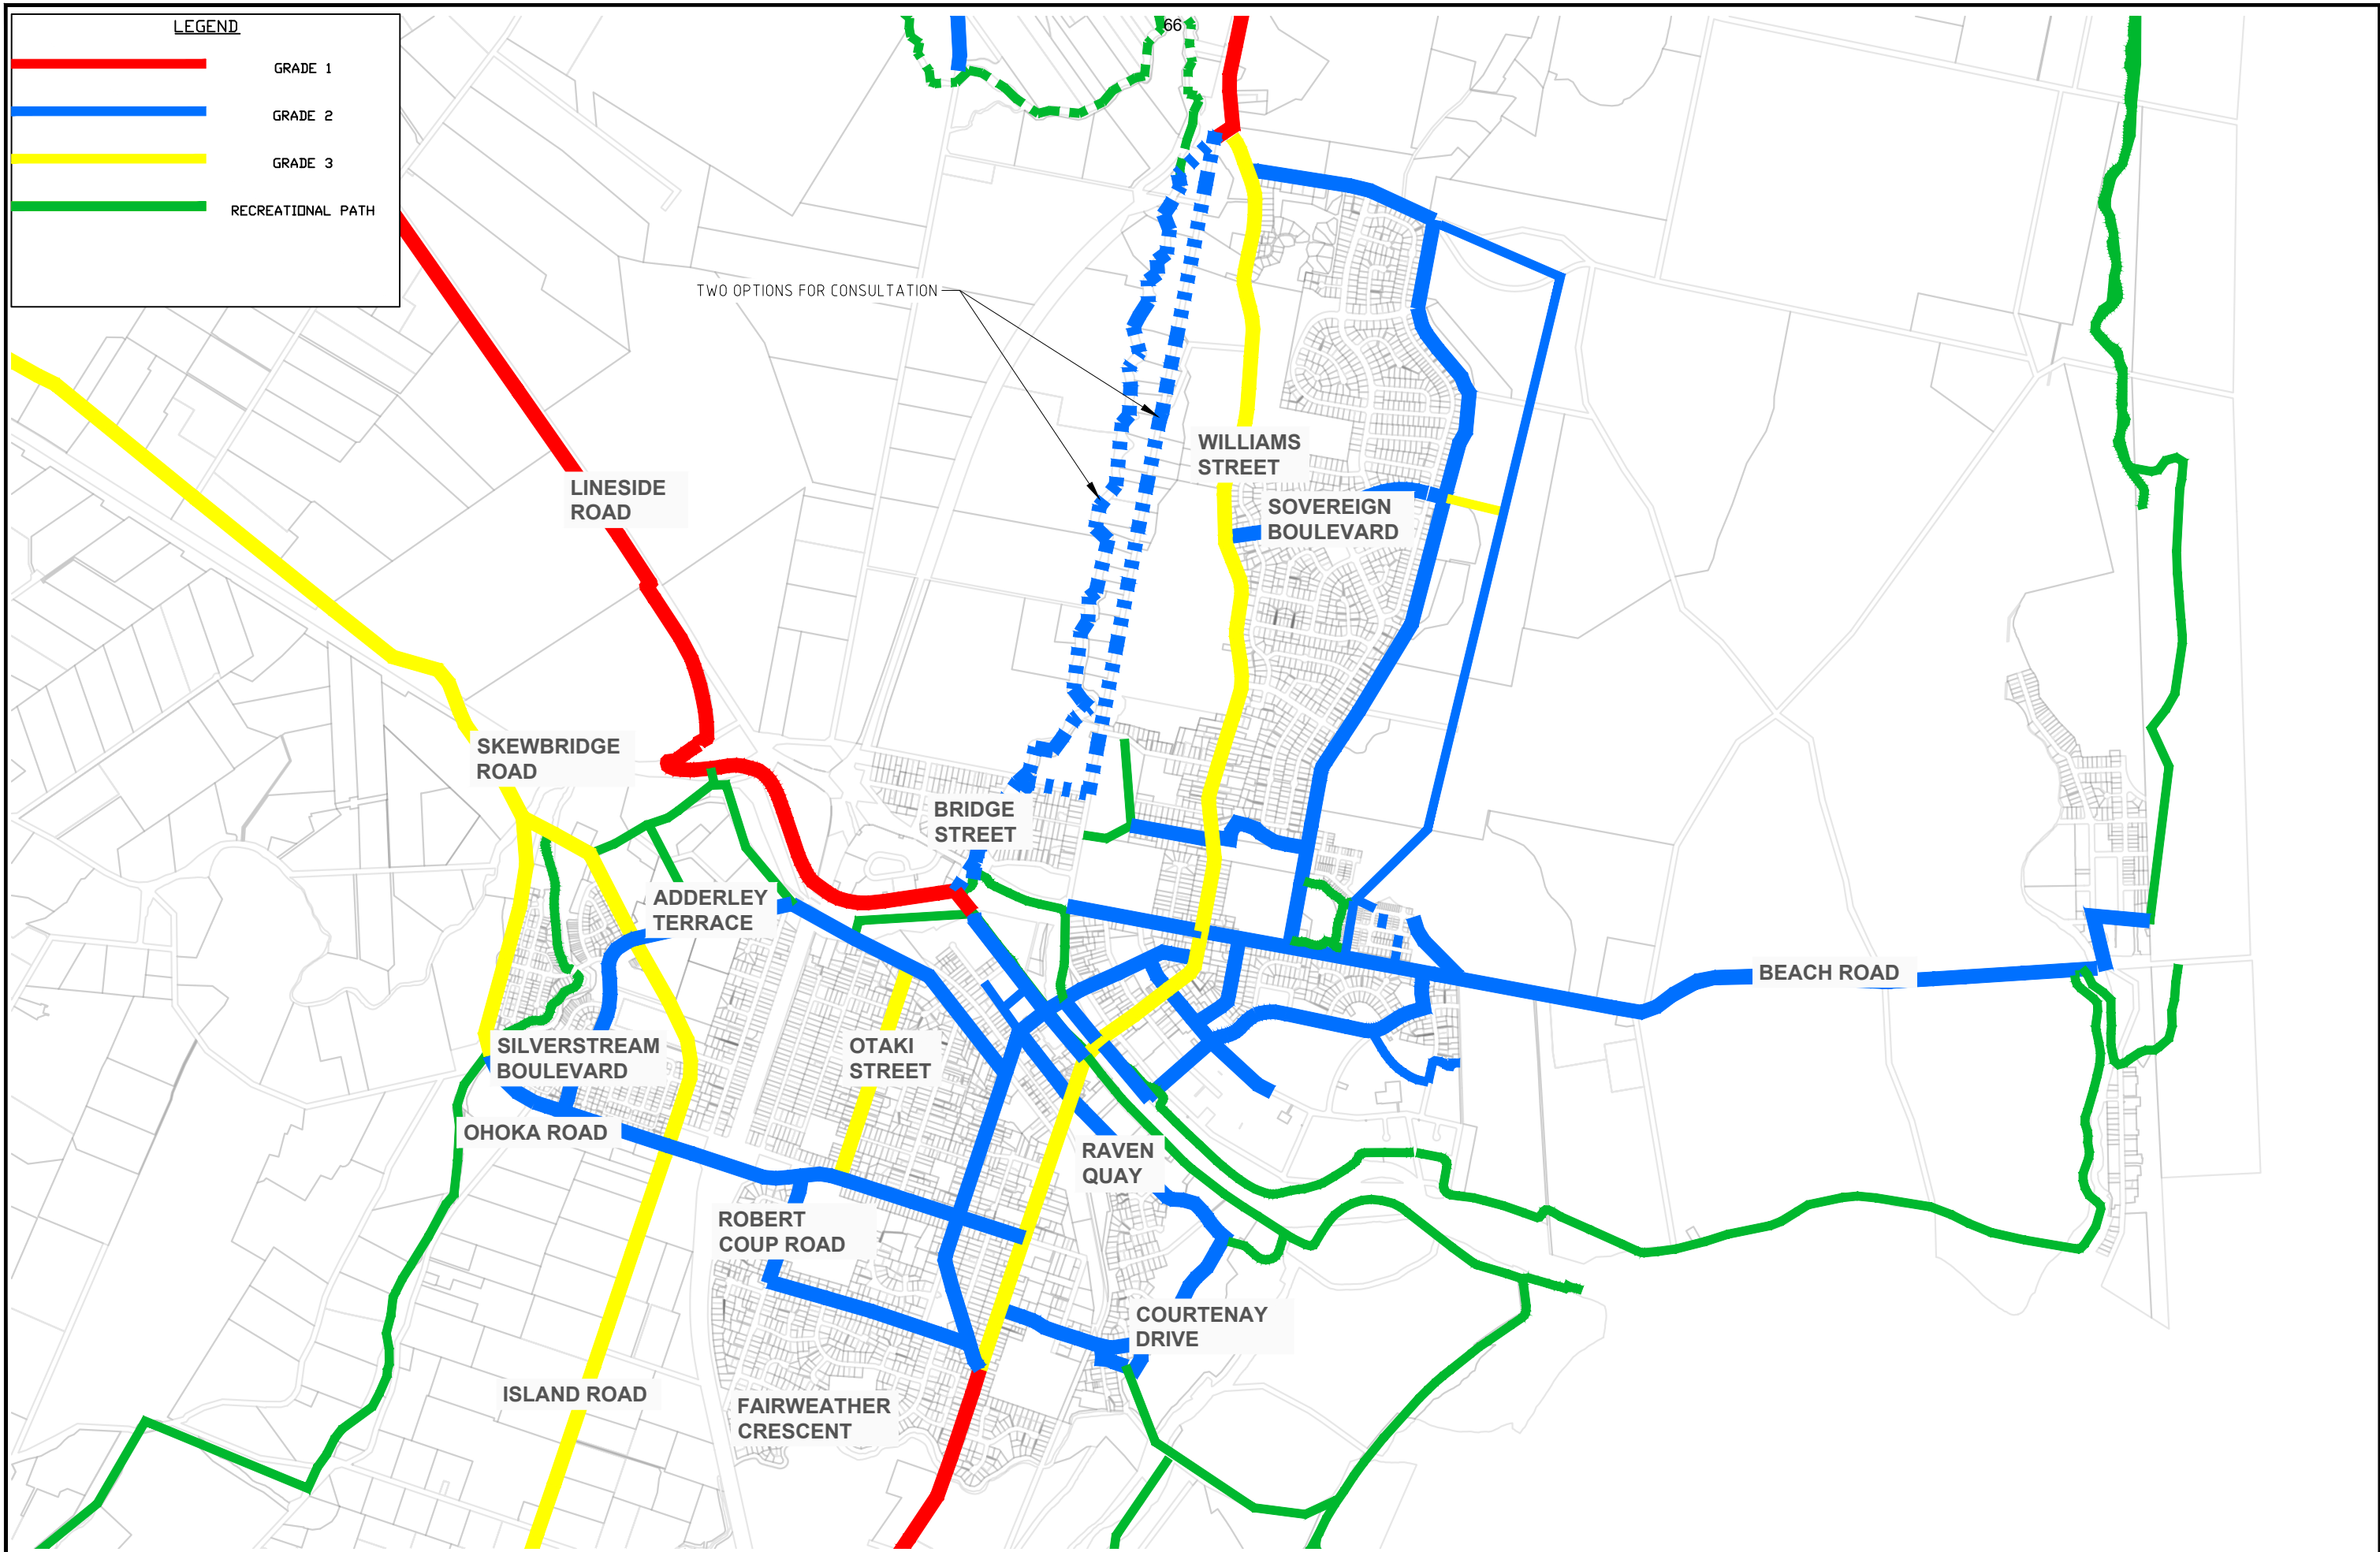 LEGEND
GRADE 1
GRADE 2
GRADE 3
RECREATIONAL PATH
66
TWO OPTIONS FOR CONSULTATION
WILLIAMS
STREET
LINESIDE
ROAD
SOVEREIGN
BOULEVARD
SKEWBRIDGE
ROAD
BRIDGE
STREET
ADDERLEY
TERRACE
BEACH ROAD
SILVERSTREAM
BOULEVARD
OTAKI
STREET
OHOKA ROAD
RAVEN
QUAY
ROBERT
COUP ROAD
COURTENAY
DRIVE
ISLAND ROAD
FAIRWEATHER
CRESCENT